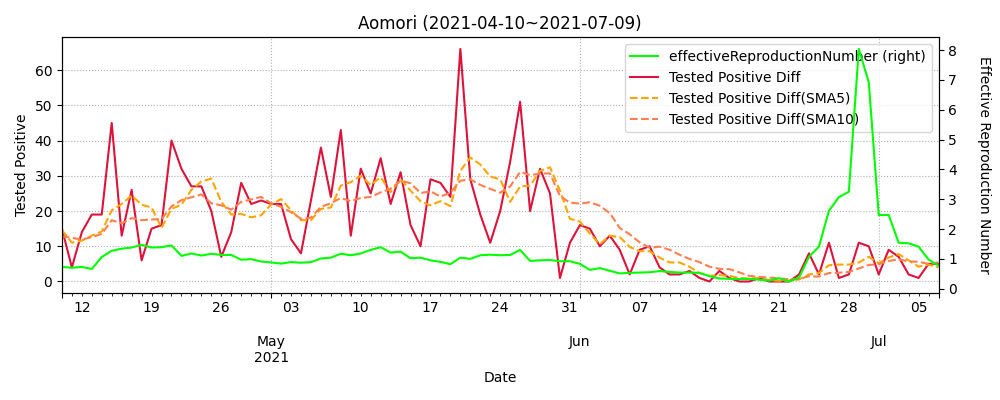 Aomori (2021-04-10~2021-07-09)
effectiveReproductionNumber (right)
Tested Positive Diff
Tested Positive Diff(SMA5)
Tested Positive Diff(SMA10)
Tested Positive
60
50
40
30
20
10
0
8
7
6
5
4
3
2
1
0
Effective Reproduction Number
12 19 26 03 10 17 24 31 07 14 21 28 05
May Jun Jul
2021
Date